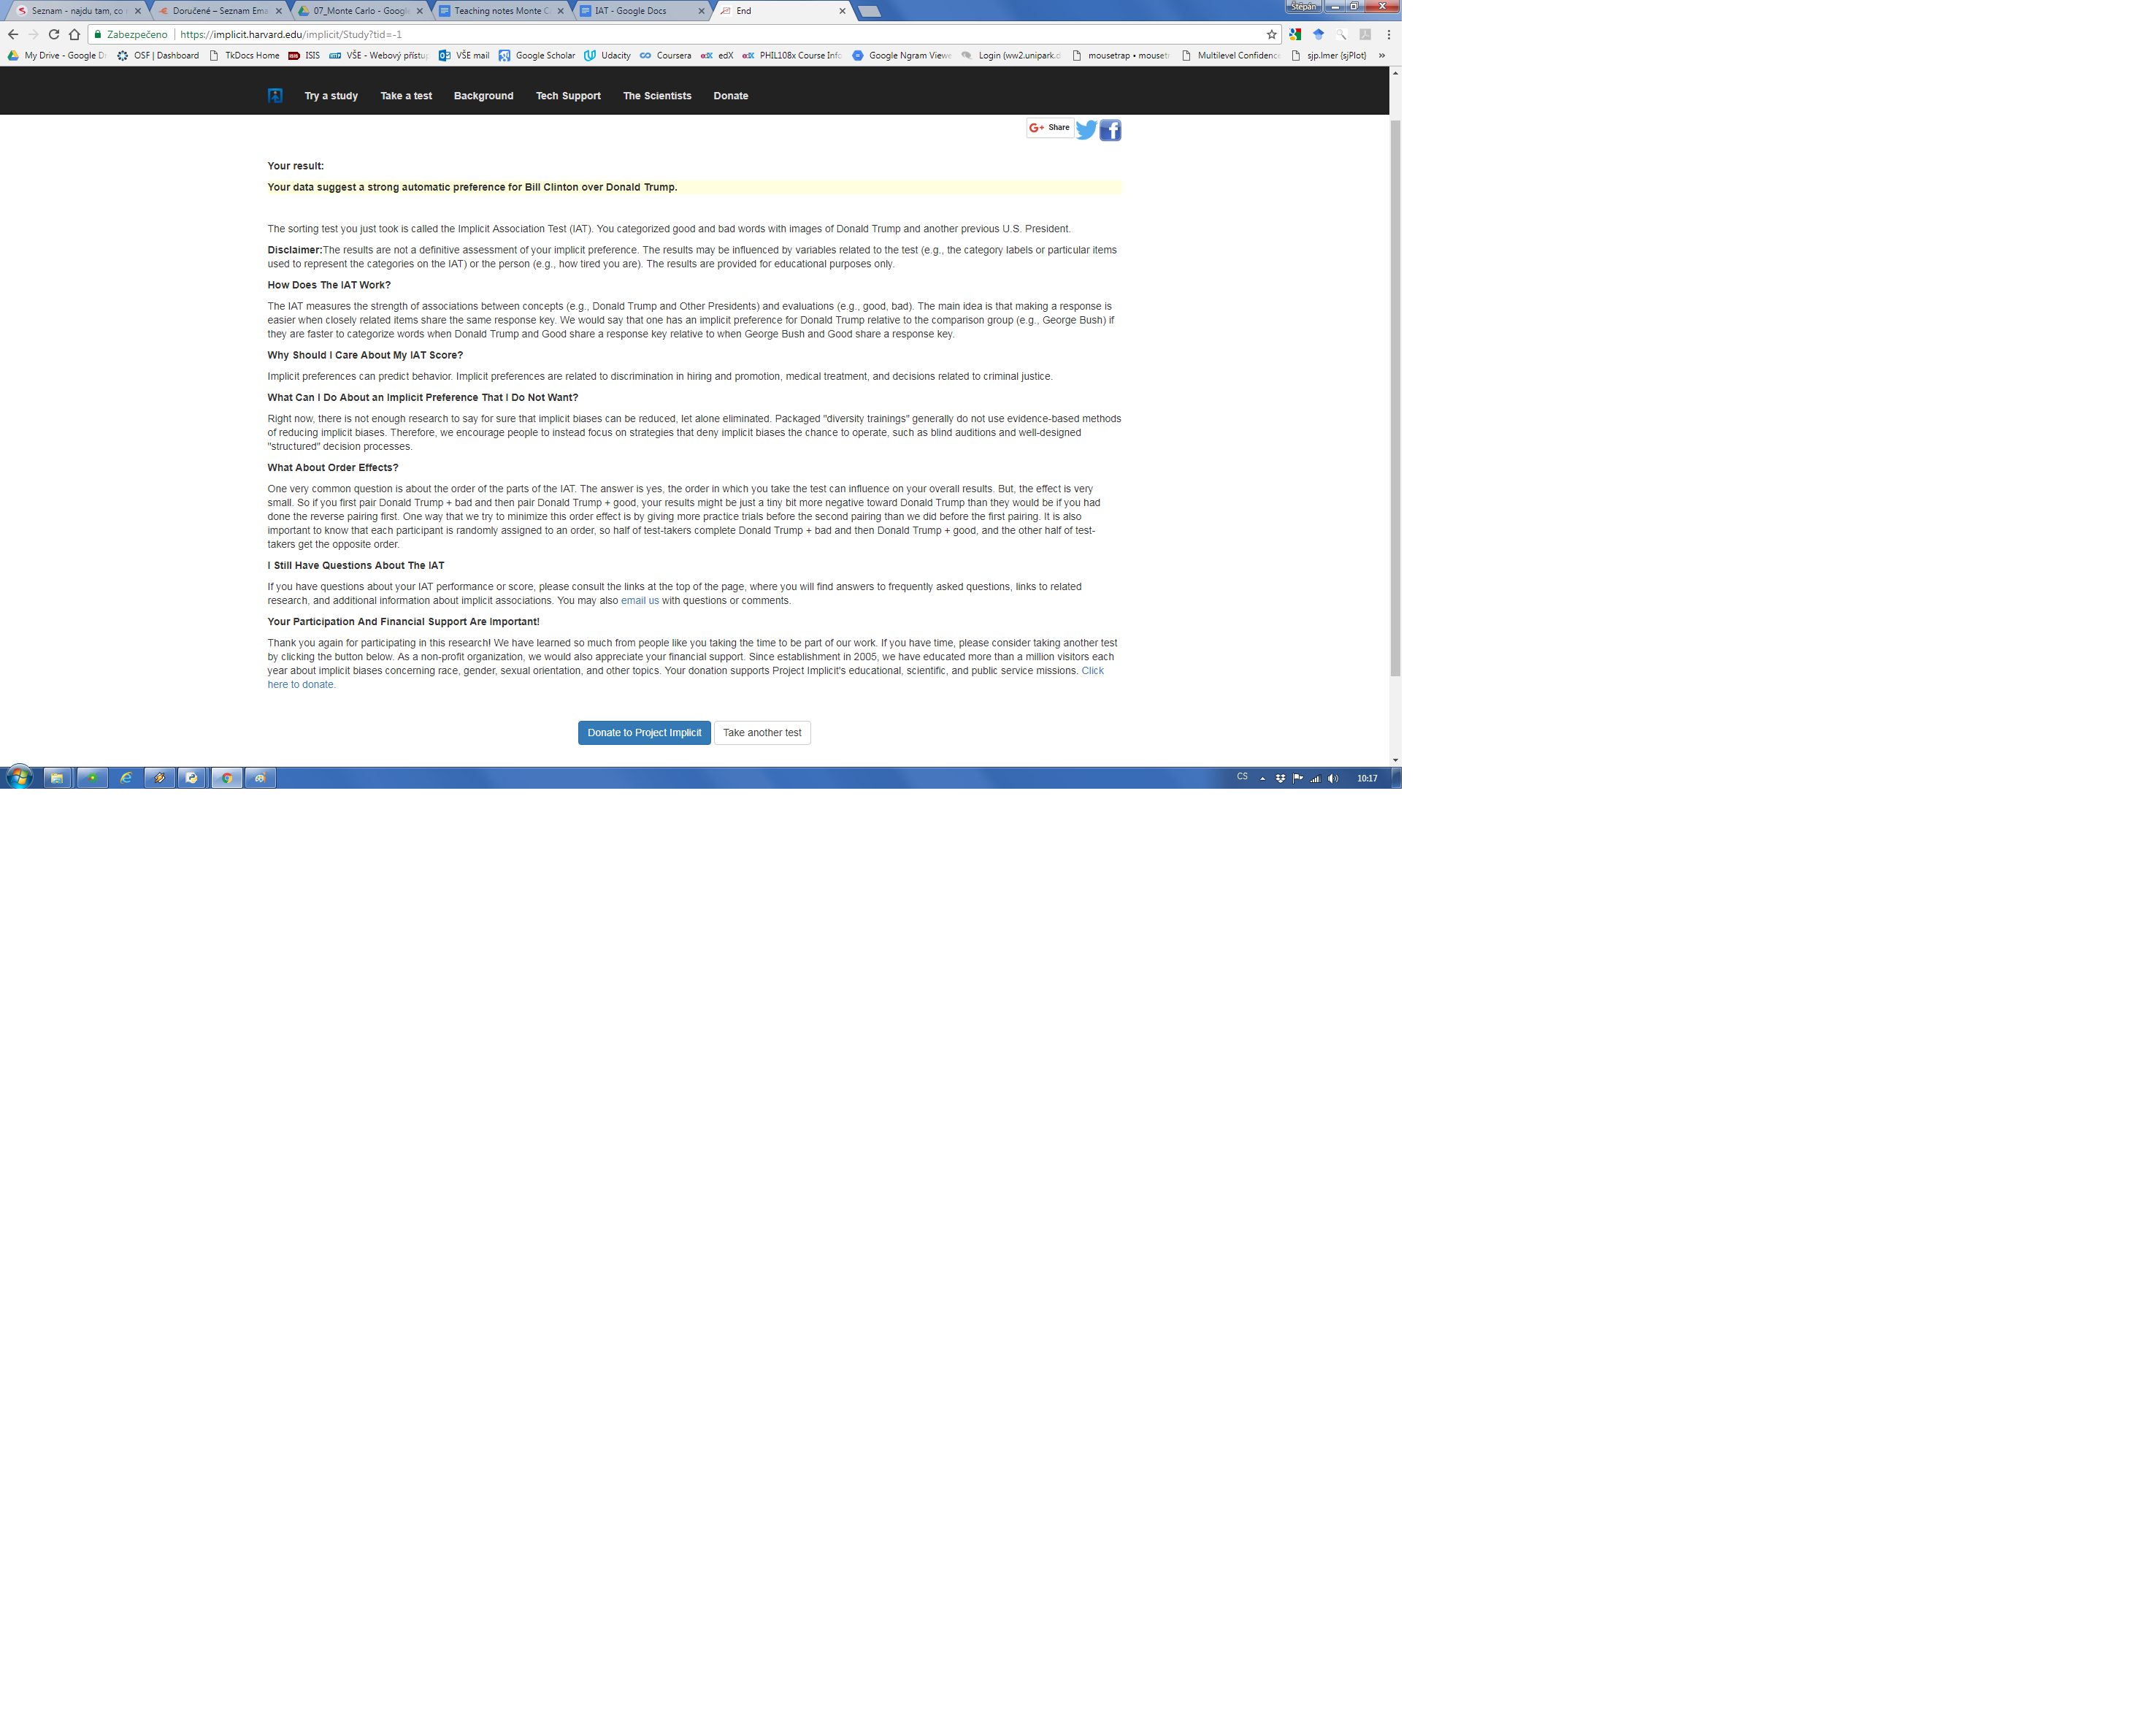 Seznam - najdu tam, co
Doručené – Seznam Ema
07_Monte Carlo - Googl
Teaching notes Monte C
IAT - Google Docs
End
Štěpán
Zabezpečeno
https://implicit.harvard.edu/implicit/Study?tid=-1
My Drive - Google D
OSF | Dashboard
TkDocs Home
ISIS
VŠE - Webový přístu
VŠE mail
Google Scholar
Udacity
Coursera
edX
PHIL108x Course Info
Google Ngram Viewe
Login (ww2.unipark.d
mousetrap • mouset
Multilevel Confidence
sjp.lmer {sjPlot}
»
Try a study
Take a test
Background
Tech Support
The Scientists
Donate
G+ Share
Your result:
Your data suggest a strong automatic preference for Bill Clinton over Donald Trump.
The sorting test you just took is called the Implicit Association Test (IAT). You categorized good and bad words with images of Donald Trump and another previous U.S. President.
Disclaimer:The results are not a definitive assessment of your implicit preference. The results may be influenced by variables related to the test (e.g., the category labels or particular items
used to represent the categories on the IAT) or the person (e.g., how tired you are). The results are provided for educational purposes only.
How Does The IAT Work?
The IAT measures the strength of associations between concepts (e.g., Donald Trump and Other Presidents) and evaluations (e.g., good, bad). The main idea is that making a response is
easier when closely related items share the same response key. We would say that one has an implicit preference for Donald Trump relative to the comparison group (e.g., George Bush) if
they are faster to categorize words when Donald Trump and Good share a response key relative to when George Bush and Good share a response key.
Why Should I Care About My IAT Score?
Implicit preferences can predict behavior. Implicit preferences are related to discrimination in hiring and promotion, medical treatment, and decisions related to criminal justice.
What Can I Do About an Implicit Preference That I Do Not Want?
Right now, there is not enough research to say for sure that implicit biases can be reduced, let alone eliminated. Packaged "diversity trainings" generally do not use evidence-based methods
of reducing implicit biases. Therefore, we encourage people to instead focus on strategies that deny implicit biases the chance to operate, such as blind auditions and well-designed
"structured" decision processes.
What About Order Effects?
One very common question is about the order of the parts of the IAT. The answer is yes, the order in which you take the test can influence on your overall results. But, the effect is very
small. So if you first pair Donald Trump + bad and then pair Donald Trump + good, your results might be just a tiny bit more negative toward Donald Trump than they would be if you had
done the reverse pairing first. One way that we try to minimize this order effect is by giving more practice trials before the second pairing than we did before the first pairing. It is also
important to know that each participant is randomly assigned to an order, so half of test-takers complete Donald Trump + bad and then Donald Trump + good, and the other half of test-
takers get the opposite order.
I Still Have Questions About The IAT
If you have questions about your IAT performance or score, please consult the links at the top of the page, where you will find answers to frequently asked questions, links to related
research, and additional information about implicit associations. You may also email us with questions or comments.
Your Participation And Financial Support Are Important!
Thank you again for participating in this research! We have learned so much from people like you taking the time to be part of our work. If you have time, please consider taking another test
by clicking the button below. As a non-profit organization, we would also appreciate your financial support. Since establishment in 2005, we have educated more than a million visitors each
year about implicit biases concerning race, gender, sexual orientation, and other topics. Your donation supports Project Implicit's educational, scientific, and public service missions. Click
here to donate.
Donate to Project Implicit
Take another test
CS
10:17